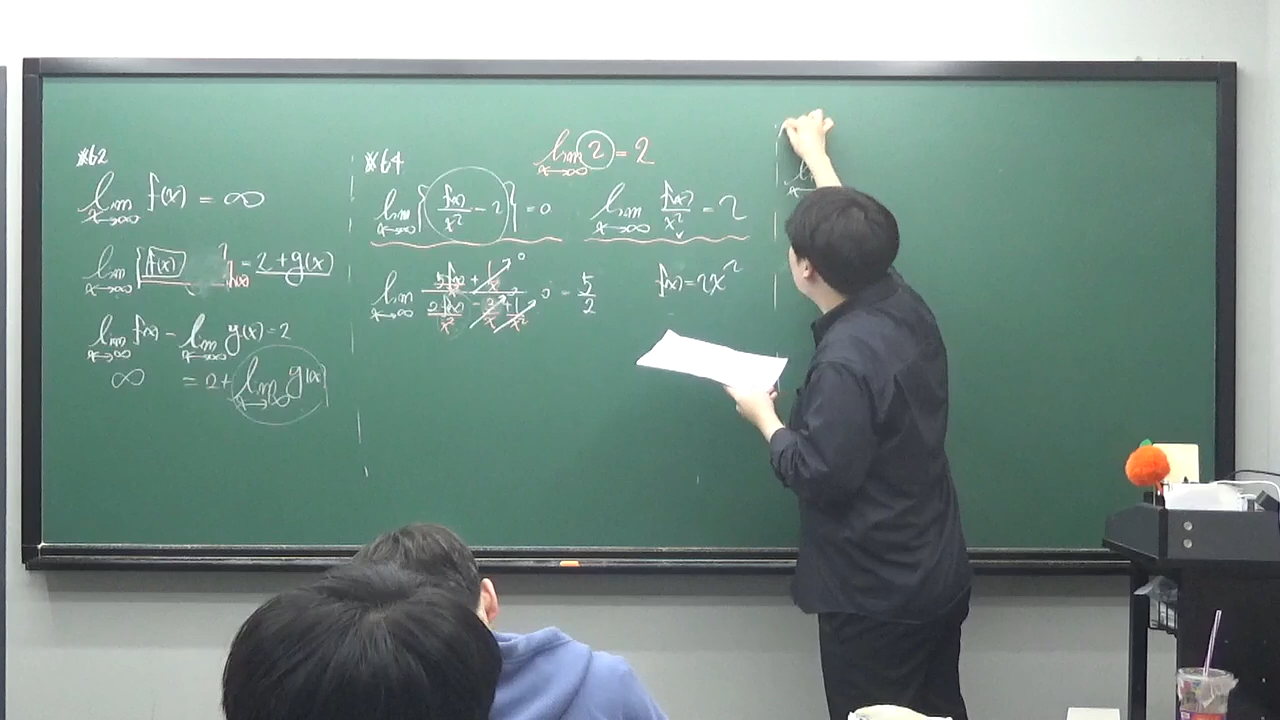 ※62
lim x→∞ f(x) = ∞
lim x→∞ {f(x) h(x) = 2 + g(x)
lim x→∞ f(x) - lim x→∞ g(x) = 2
∞ = 2 + lim x→∞ g(x)
※64
lim x→∞ 2 = 2
lim x→∞ { f(x)/x² - 2 } = 0
lim x→∞ f(x)/x² = 2
lim x→∞
5/2
f(x) = 2x²